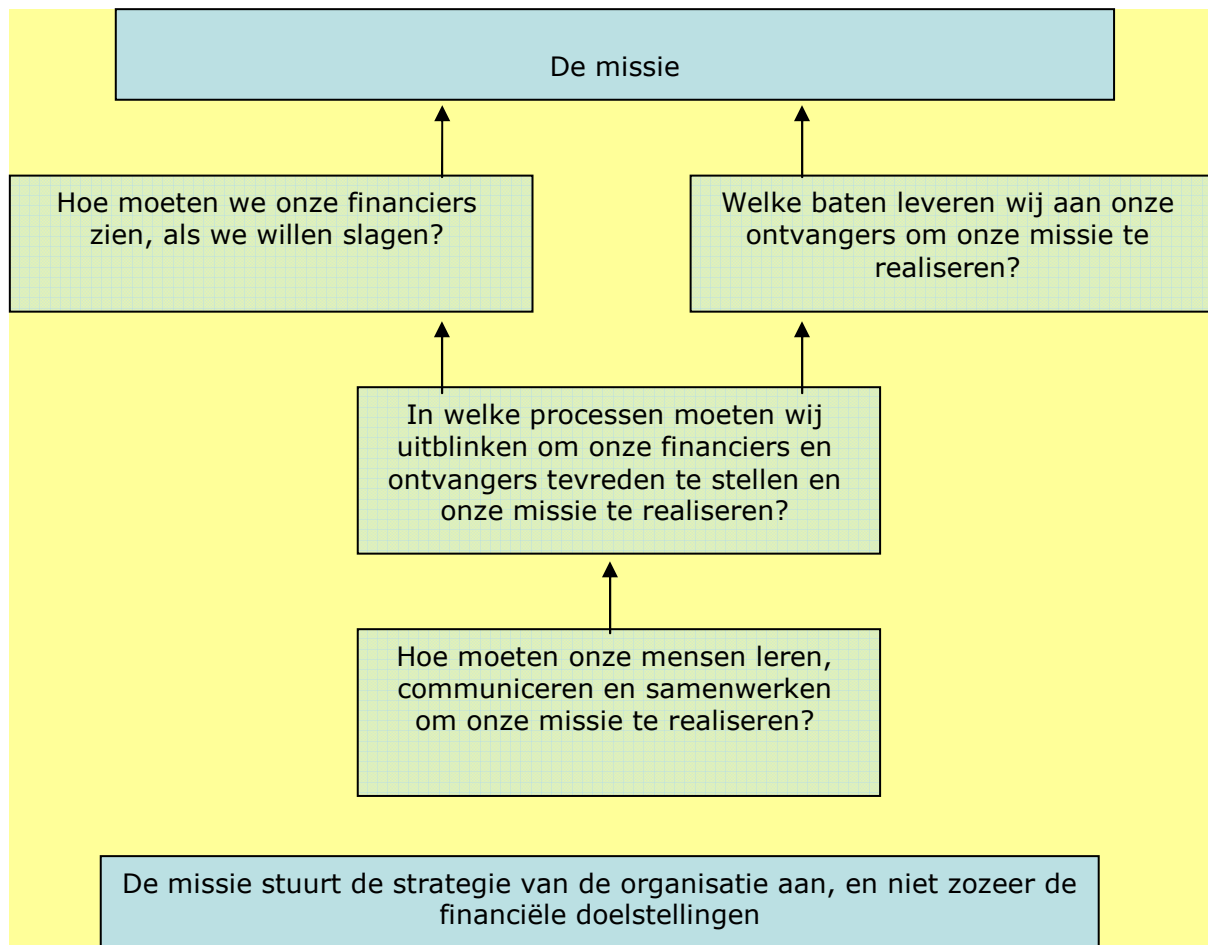 De missie
Hoe moeten we onze financiers
zien, als we willen slagen?
Welke baten leveren wij aan onze
ontvangers om onze missie te
realiseren?
In welke processen moeten wij
uitblinken om onze financiers en
ontvangers tevreden te stellen en
onze missie te realiseren?
Hoe moeten onze mensen leren,
communiceren en samenwerken
om onze missie te realiseren?
De missie stuurt de strategie van de organisatie aan, en niet zozeer de
financiële doelstellingen